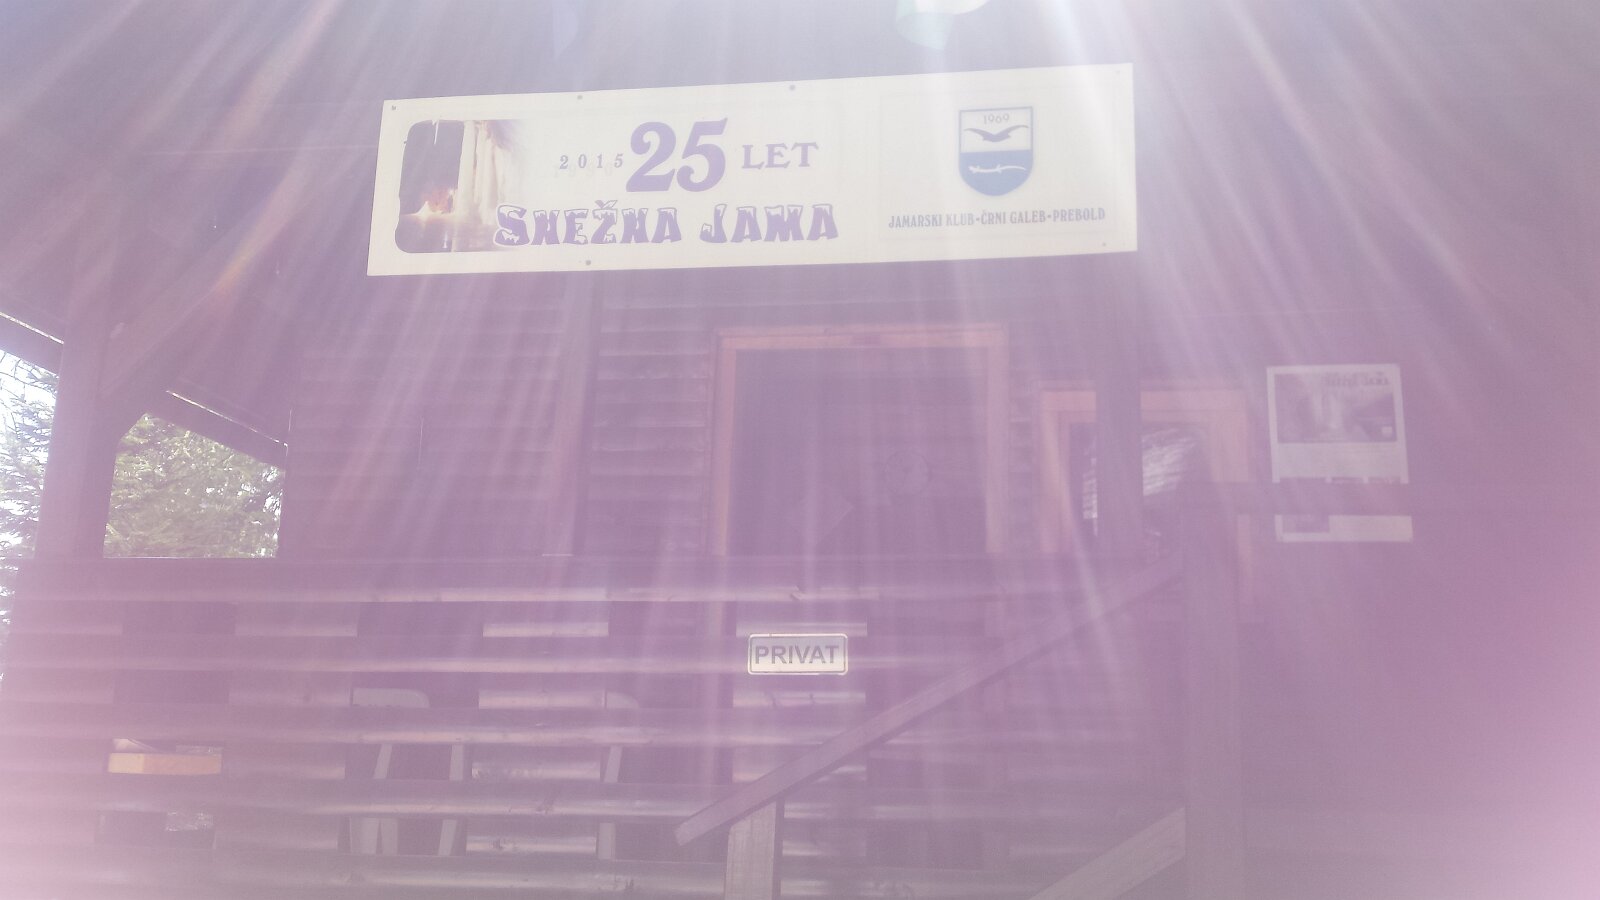 2015 25 LET
SNEŽNA JAMA
1969
JAMARSKI KLUB-ČRNI GALEB-PREBOLD
PRIVAT